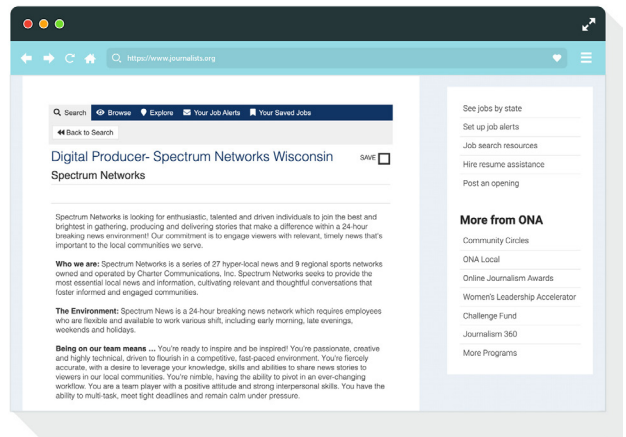 https://www.journalists.org
Search Browse Explore Your Job Alerts Your Saved Jobs
Back to Search
Digital Producer- Spectrum Networks Wisconsin
SAVE
Spectrum Networks
Spectrum Networks is looking for enthusiastic, talented and driven individuals to join the best and
brightest in gathering, producing and delivering stories that make a difference within a 24-hour
breaking news environment! Our commitment is to engage viewers with relevant, timely news that's
important to the local communities we serve.
Who we are: Spectrum Networks is a series of 27 hyper-local news and 9 regional sports networks
owned and operated by Charter Communications, Inc. Spectrum Networks seeks to provide the
most essential local news and information, cultivating relevant and thoughtful conversations that
foster informed and engaged communities.
The Environment: Spectrum News is a 24-hour breaking news network which requires employees
who are flexible and available to work various shift, including early morning, late evenings,
weekends and holidays.
Being on our team means ... You're ready to inspire and be inspired! You're passionate, creative
and highly technical, driven to flourish in a competitive, fast-paced environment. You're fiercely
accurate, with a desire to leverage your knowledge, skills and abilities to share news stories to
viewers in our local communities. You're nimble, having the ability to pivot in an ever-changing
workflow. You are a team player with a positive attitude and strong interpersonal skills. You have the
ability to multi-task, meet tight deadlines and remain calm under pressure.
See jobs by state
Set up job alerts
Job search resources
Hire resume assistance
Post an opening
More from ONA
Community Circles
ONA Local
Online Journalism Awards
Women's Leadership Accelerator
Challenge Fund
Journalism 360
More Programs